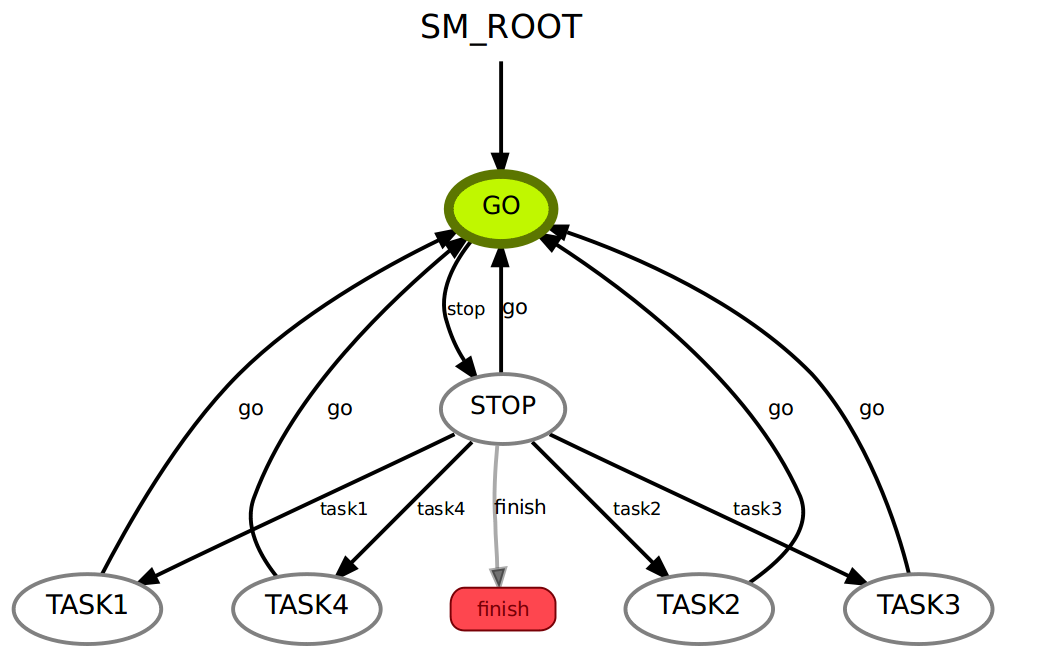 SM_ROOT
GO
stop
go
STOP
go
go
go
go
task1
task4
finish
task2
task3
TASK1
TASK4
finish
TASK2
TASK3